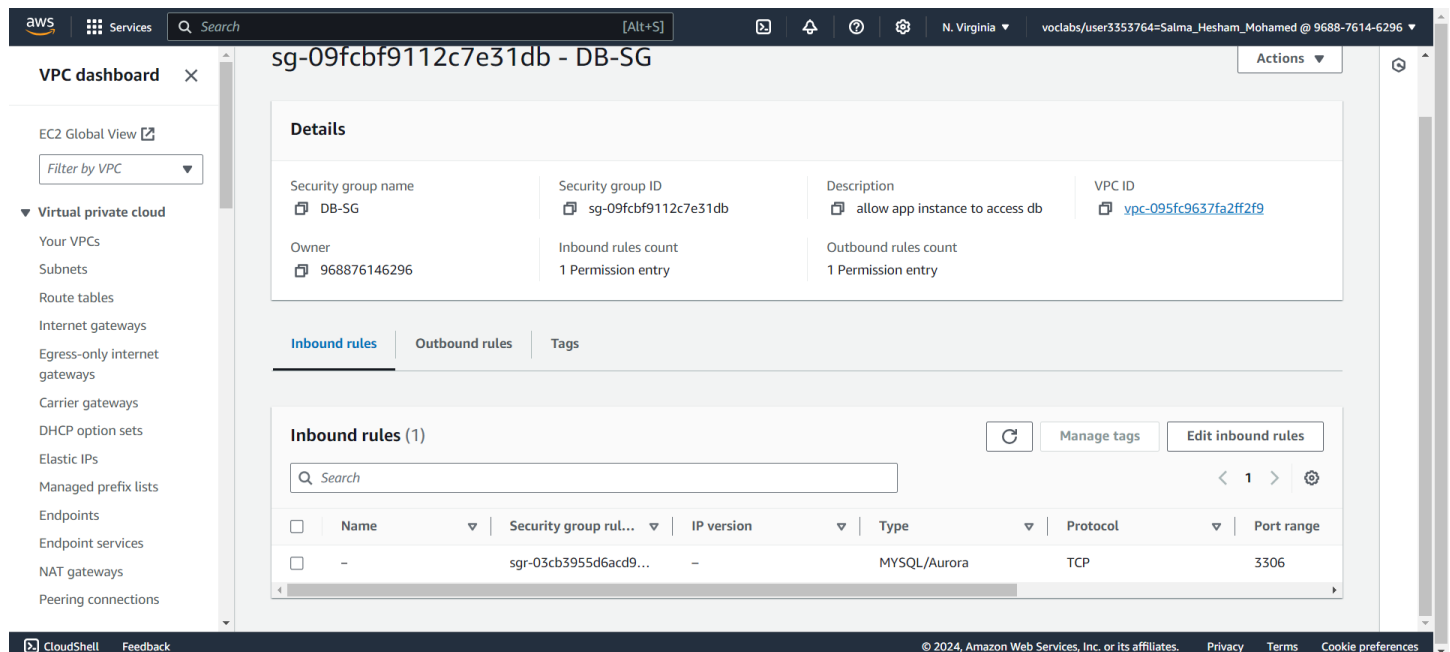 aws
Services
Search
[Alt+S]
N. Virginia
voclabs/user3353764=Salma_Hesham_Mohamed @ 9688-7614-6296
VPC dashboard
EC2 Global View
Filter by VPC
Virtual private cloud
Your VPCs
Subnets
Route tables
Internet gateways
Egress-only internet
gateways
Carrier gateways
DHCP option sets
Elastic IPs
Managed prefix lists
Endpoints
Endpoint services
NAT gateways
Peering connections
sg-09fcbf9112c7e31db - DB-SG
Actions
Details
Security group name
DB-SG
Security group ID
sg-09fcbf9112c7e31db
Description
allow app instance to access db
VPC ID
vpc-095fc9637fa2ff2f9
Owner
968876146296
Inbound rules count
1 Permission entry
Outbound rules count
1 Permission entry
Inbound rules
Outbound rules
Tags
Inbound rules (1)
Manage tags
Edit inbound rules
Search
1
Name
Security group rul...
IP version
Type
Protocol
Port range
–
sgr-03cb3955d6acd9...
–
MYSQL/Aurora
TCP
3306
CloudShell
Feedback
© 2024, Amazon Web Services, Inc. or its affiliates.
Privacy
Terms
Cookie preferences